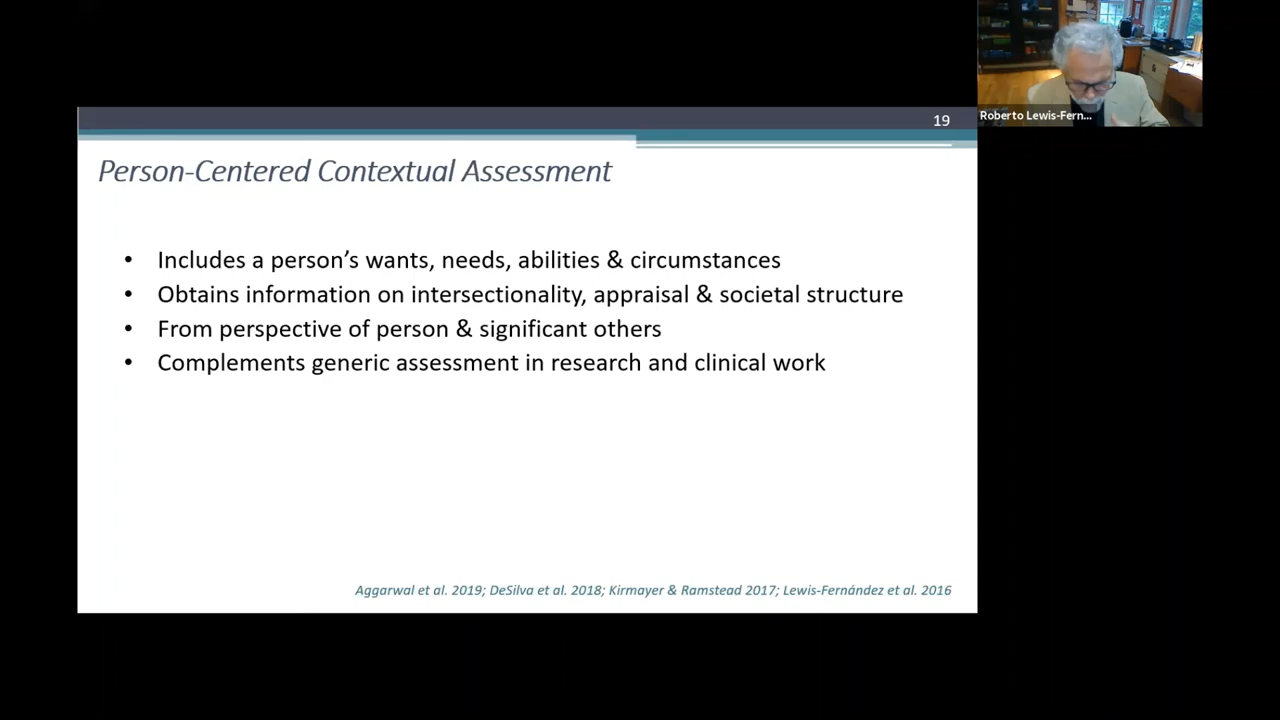 19
Roberto Lewis-Fern...
Person-Centered Contextual Assessment
• Includes a person’s wants, needs, abilities & circumstances
• Obtains information on intersectionality, appraisal & societal structure
• From perspective of person & significant others
• Complements generic assessment in research and clinical work
Aggarwal et al. 2019; DeSilva et al. 2018; Kirmayer & Ramstead 2017; Lewis-Fernández et al. 2016